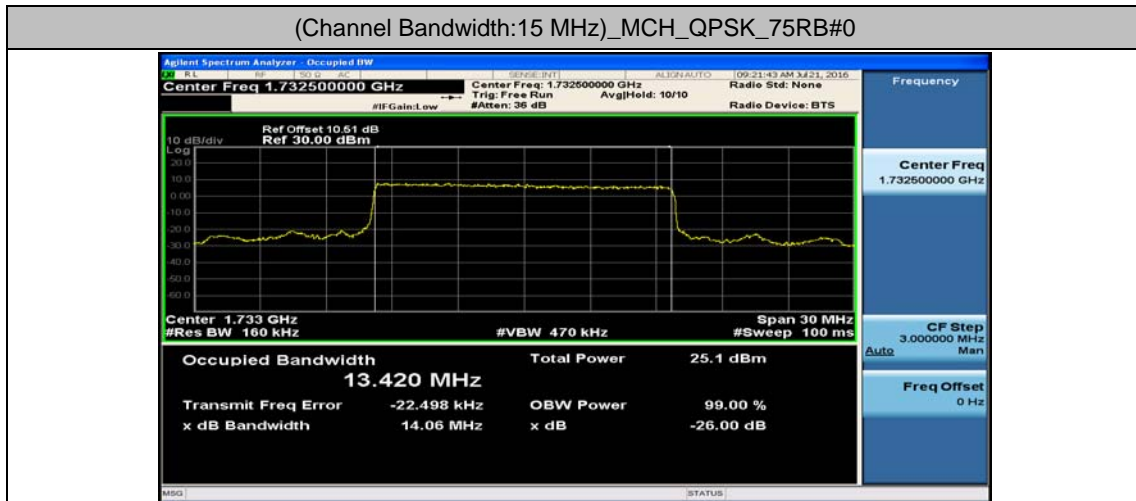 (Channel Bandwidth:15 MHz)_MCH_QPSK_75RB#0
Agilent Spectrum Analyzer - Occupied BW
LXI RL RF 50 Ω AC SENSE:INT ALIGN AUTO 09:21:43 AM Jul 21, 2016
Center Freq 1.732500000 GHz
Center Freq: 1.732500000 GHz
Radio Std: None
Trig: Free Run Avg|Hold: 10/10
#IFGain:Low #Atten: 36 dB Radio Device: BTS
Ref Offset 10.51 dB
10 dB/div Ref 30.00 dBm
Log
20.0
10.0
0.00
-10.0
-20.0
-30.0
-40.0
-50.0
-60.0
Center 1.733 GHz Span 30 MHz
#Res BW 160 kHz #VBW 470 kHz #Sweep 100 ms
Occupied Bandwidth Total Power 25.1 dBm
13.420 MHz
Transmit Freq Error -22.498 kHz OBW Power 99.00 %
x dB Bandwidth 14.06 MHz x dB -26.00 dB
MSG STATUS
Frequency
Center Freq
1.732500000 GHz
CF Step
3.000000 MHz
Auto Man
Freq Offset
0 Hz